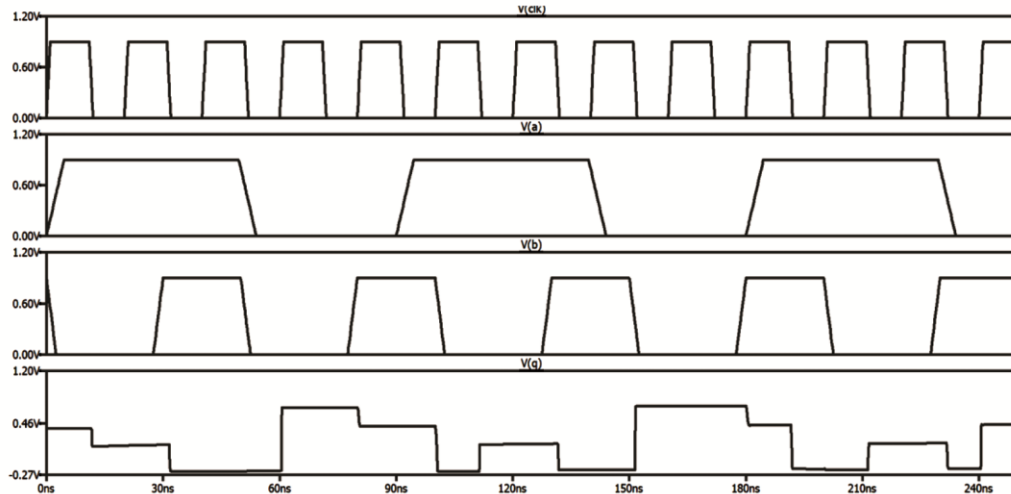 V(clk)
1.20V
0.60V
0.00V
V(a)
1.20V
0.60V
0.00V
V(b)
1.20V
0.60V
0.00V
V(q)
1.20V
0.46V
-0.27V
0ns 30ns 60ns 90ns 120ns 150ns 180ns 210ns 240ns